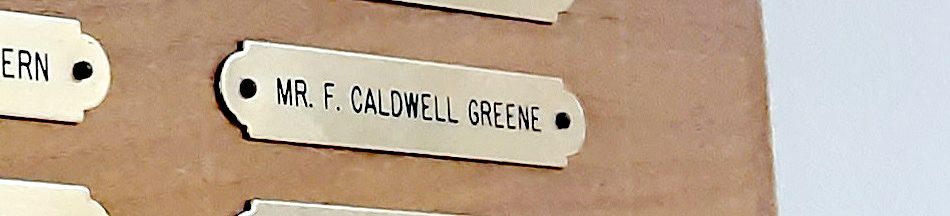 ERN
MR. F. CALDWELL GREENE